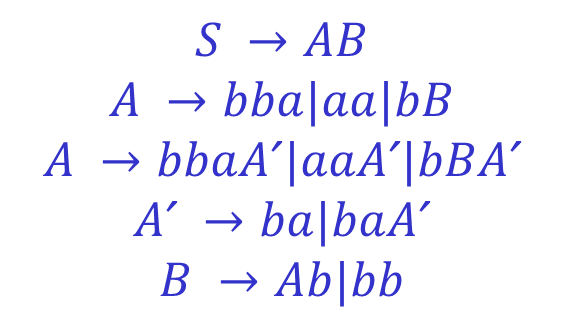 S → AB
A → bba|aa|bB
A → bbaA′|aaA′|bBA′
A′ → ba|baA′
B → Ab|bb